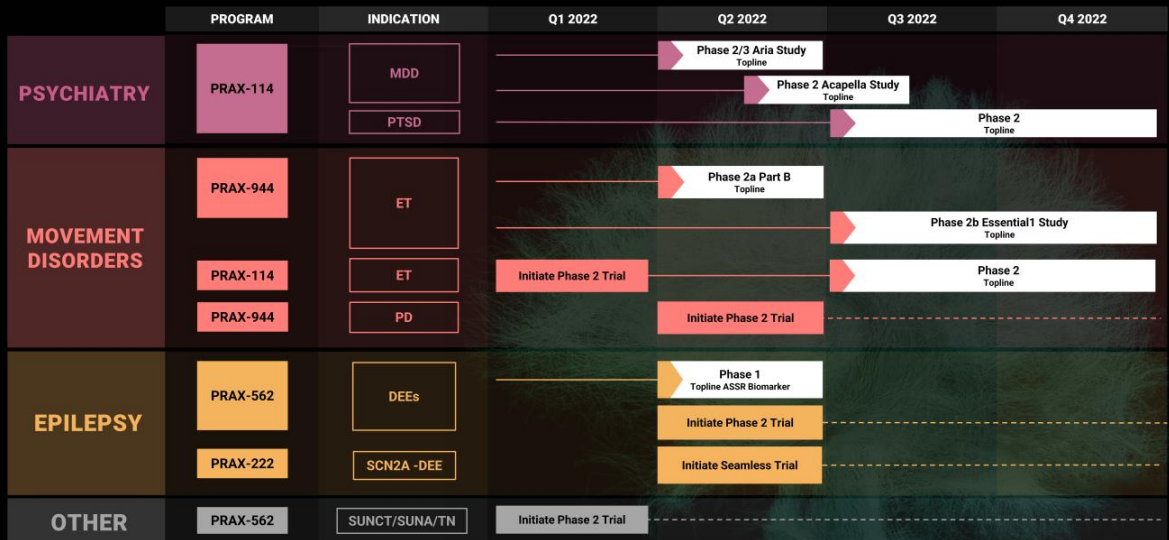 PROGRAM INDICATION Q1 2022 Q2 2022 Q3 2022 Q4 2022
PSYCHIATRY
PRAX-114
MDD
Phase 2/3 Aria Study
Topline
Phase 2 Acapella Study
Topline
PTSD
Phase 2
Topline
MOVEMENT
DISORDERS
PRAX-944
ET
Phase 2a Part B
Topline
Phase 2b Essential1 Study
Topline
PRAX-114
ET
Initiate Phase 2 Trial
Phase 2
Topline
PRAX-944
PD
Initiate Phase 2 Trial
EPILEPSY
PRAX-562
DEEs
Phase 1
Topline ASSR Biomarker
Initiate Phase 2 Trial
PRAX-222
SCN2A -DEE
Initiate Seamless Trial
OTHER
PRAX-562
SUNCT/SUNA/TN
Initiate Phase 2 Trial